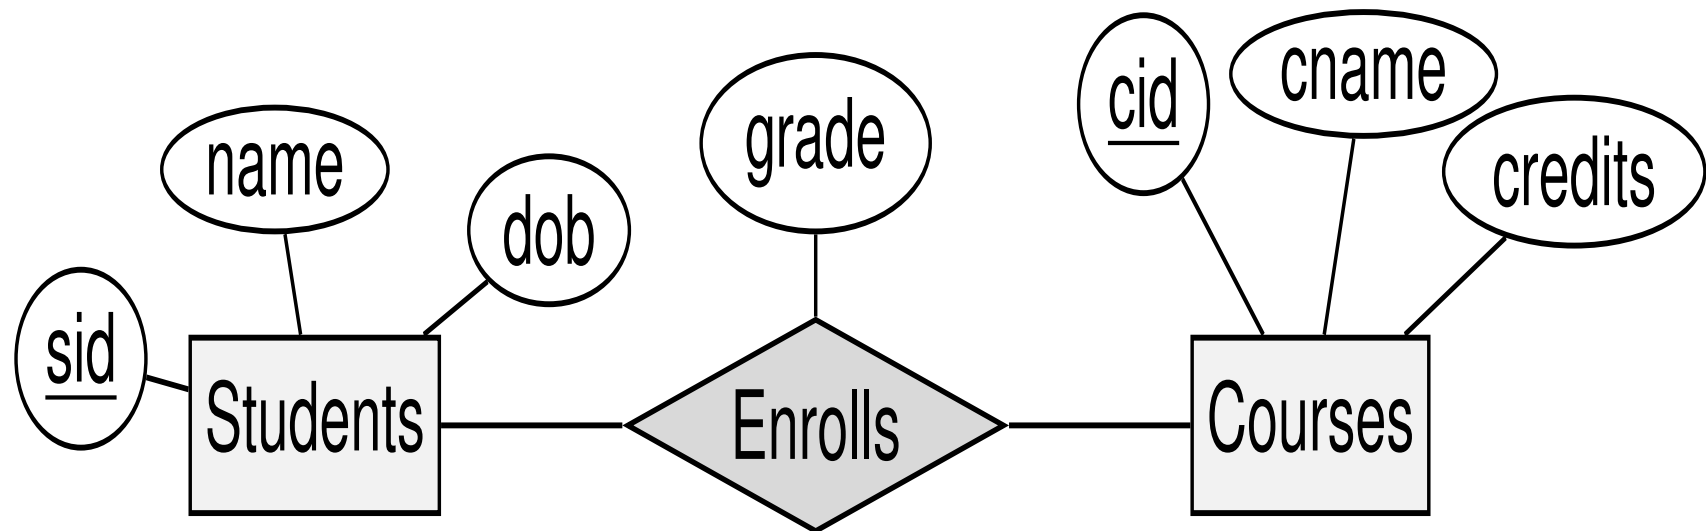 sid
name
dob
Students
grade
Enrolls
cid
cname
credits
Courses